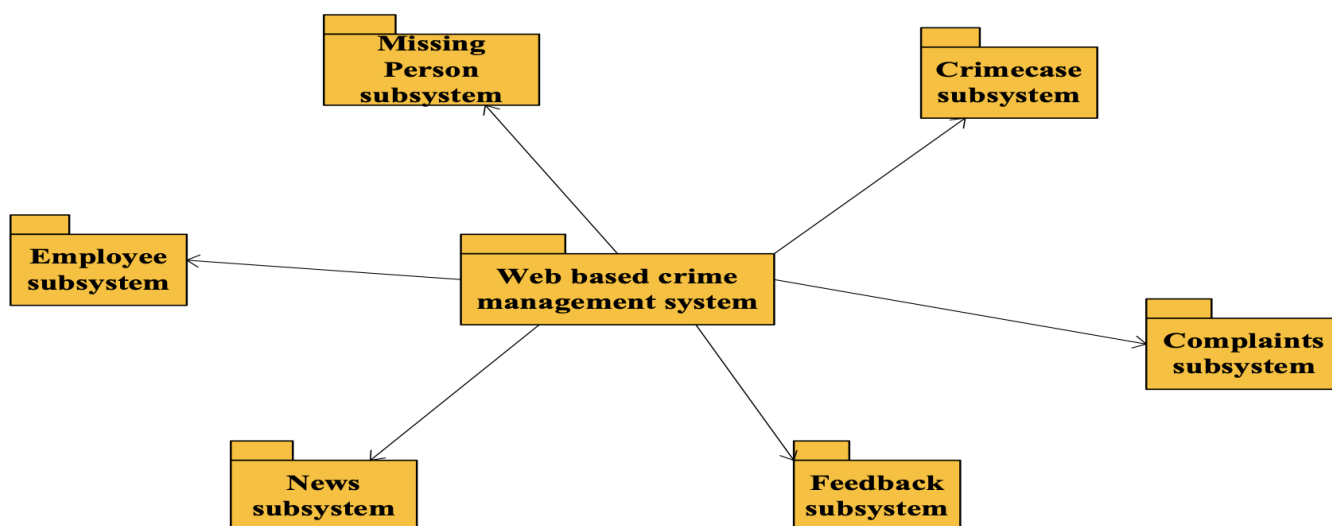 Missing
Person
subsystem
Crimecase
subsystem
Employee
subsystem
Web based crime
management system
Complaints
subsystem
News
subsystem
Feedback
subsystem